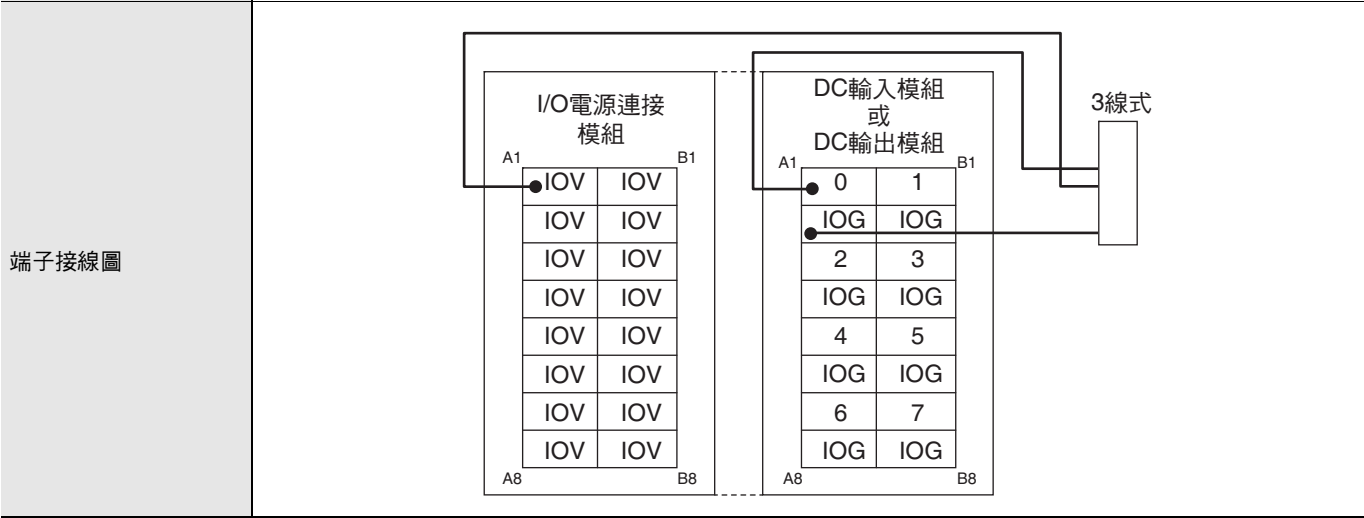 端子接線圖
I/O電源連接
模組
A1 B1
IOV IOV
IOV IOV
IOV IOV
IOV IOV
IOV IOV
IOV IOV
IOV IOV
IOV IOV
A8 B8
DC輸入模組
或
DC輸出模組
A1 B1
0 1
IOG IOG
2 3
IOG IOG
4 5
IOG IOG
6 7
IOG IOG
A8 B8
3線式